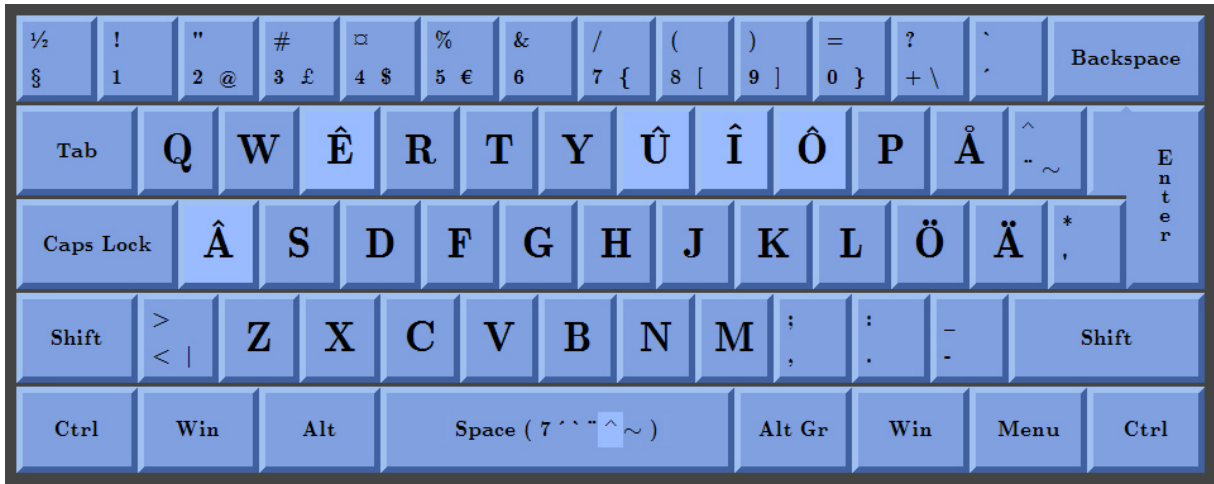 ½ ! " # ¤ % & / ( ) = ? `
§ 1 2 @ 3 £ 4 $ 5 € 6 7 { 8 [ 9 ] 0 } + \ ´ Backspace
Tab Q W Ê R T Y Û Î Ô P Å ^ ¨ ~ Enter
Caps Lock Â S D F G H J K L Ö Ä * '
Shift > < | Z X C V B N M ; , : . _ - Shift
Ctrl Win Alt Space ( 7 ´ ` ¨ ^ ~ ) Alt Gr Win Menu Ctrl